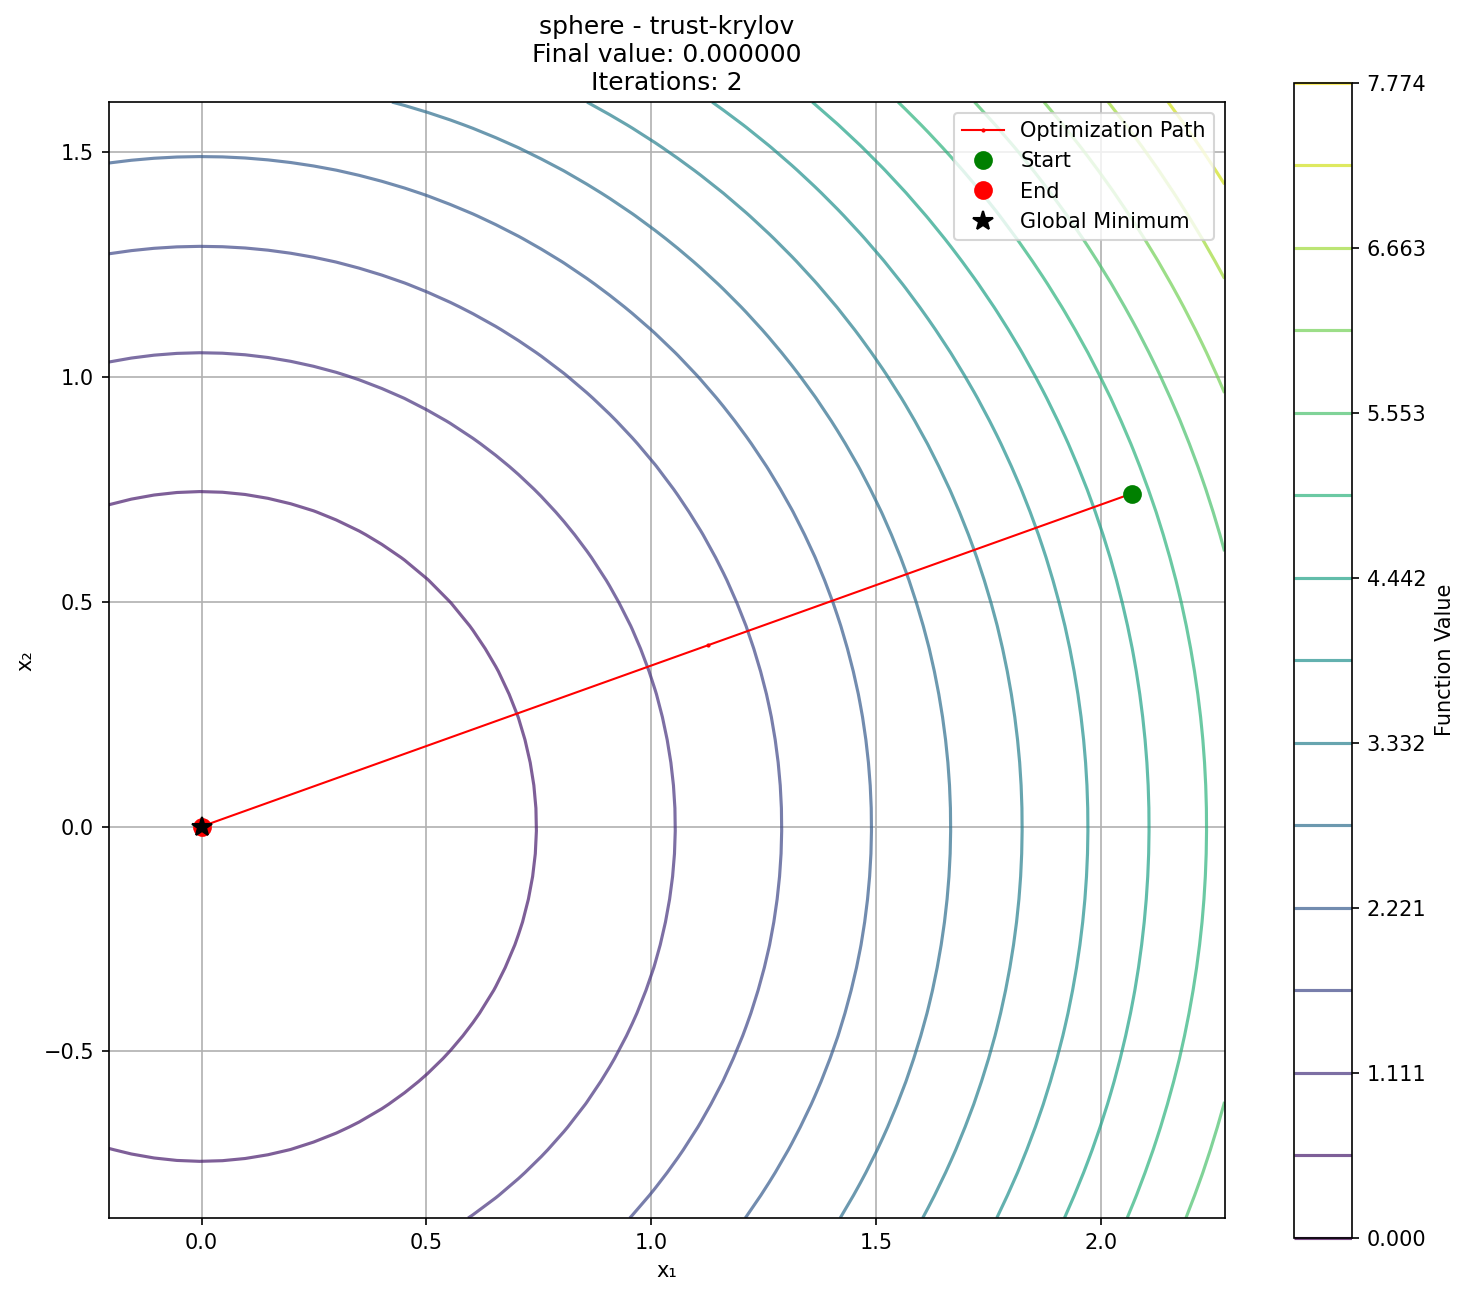 sphere - trust-krylov
Final value: 0.000000
Iterations: 2
Optimization Path
Start
End
Global Minimum
1.5
1.0
0.5
0.0
−0.5
x₂
0.0
0.5
1.0
1.5
2.0
x₁
7.774
6.663
5.553
4.442
3.332
2.221
1.111
0.000
Function Value